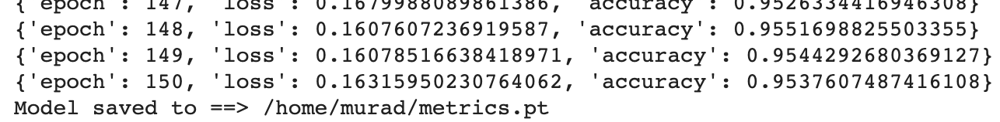 {'epoch': 147, 'loss': 0.1679988089861386, 'accuracy': 0.9526334416946308}
{'epoch': 148, 'loss': 0.1607607236919587, 'accuracy': 0.9551698825503355}
{'epoch': 149, 'loss': 0.16078516638418971, 'accuracy': 0.9544292680369127}
{'epoch': 150, 'loss': 0.16315950230764062, 'accuracy': 0.9537607487416108}
Model saved to ==> /home/murad/metrics.pt